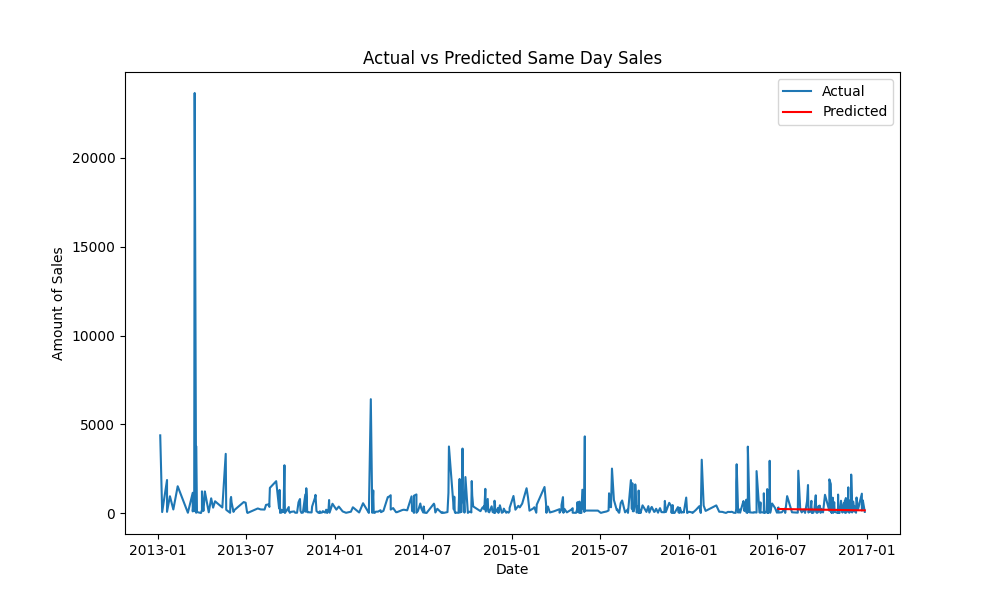 Actual vs Predicted Same Day Sales
Actual
Predicted
Amount of Sales
20000
15000
10000
5000
0
2013-01
2013-07
2014-01
2014-07
2015-01
2015-07
2016-01
2016-07
2017-01
Date